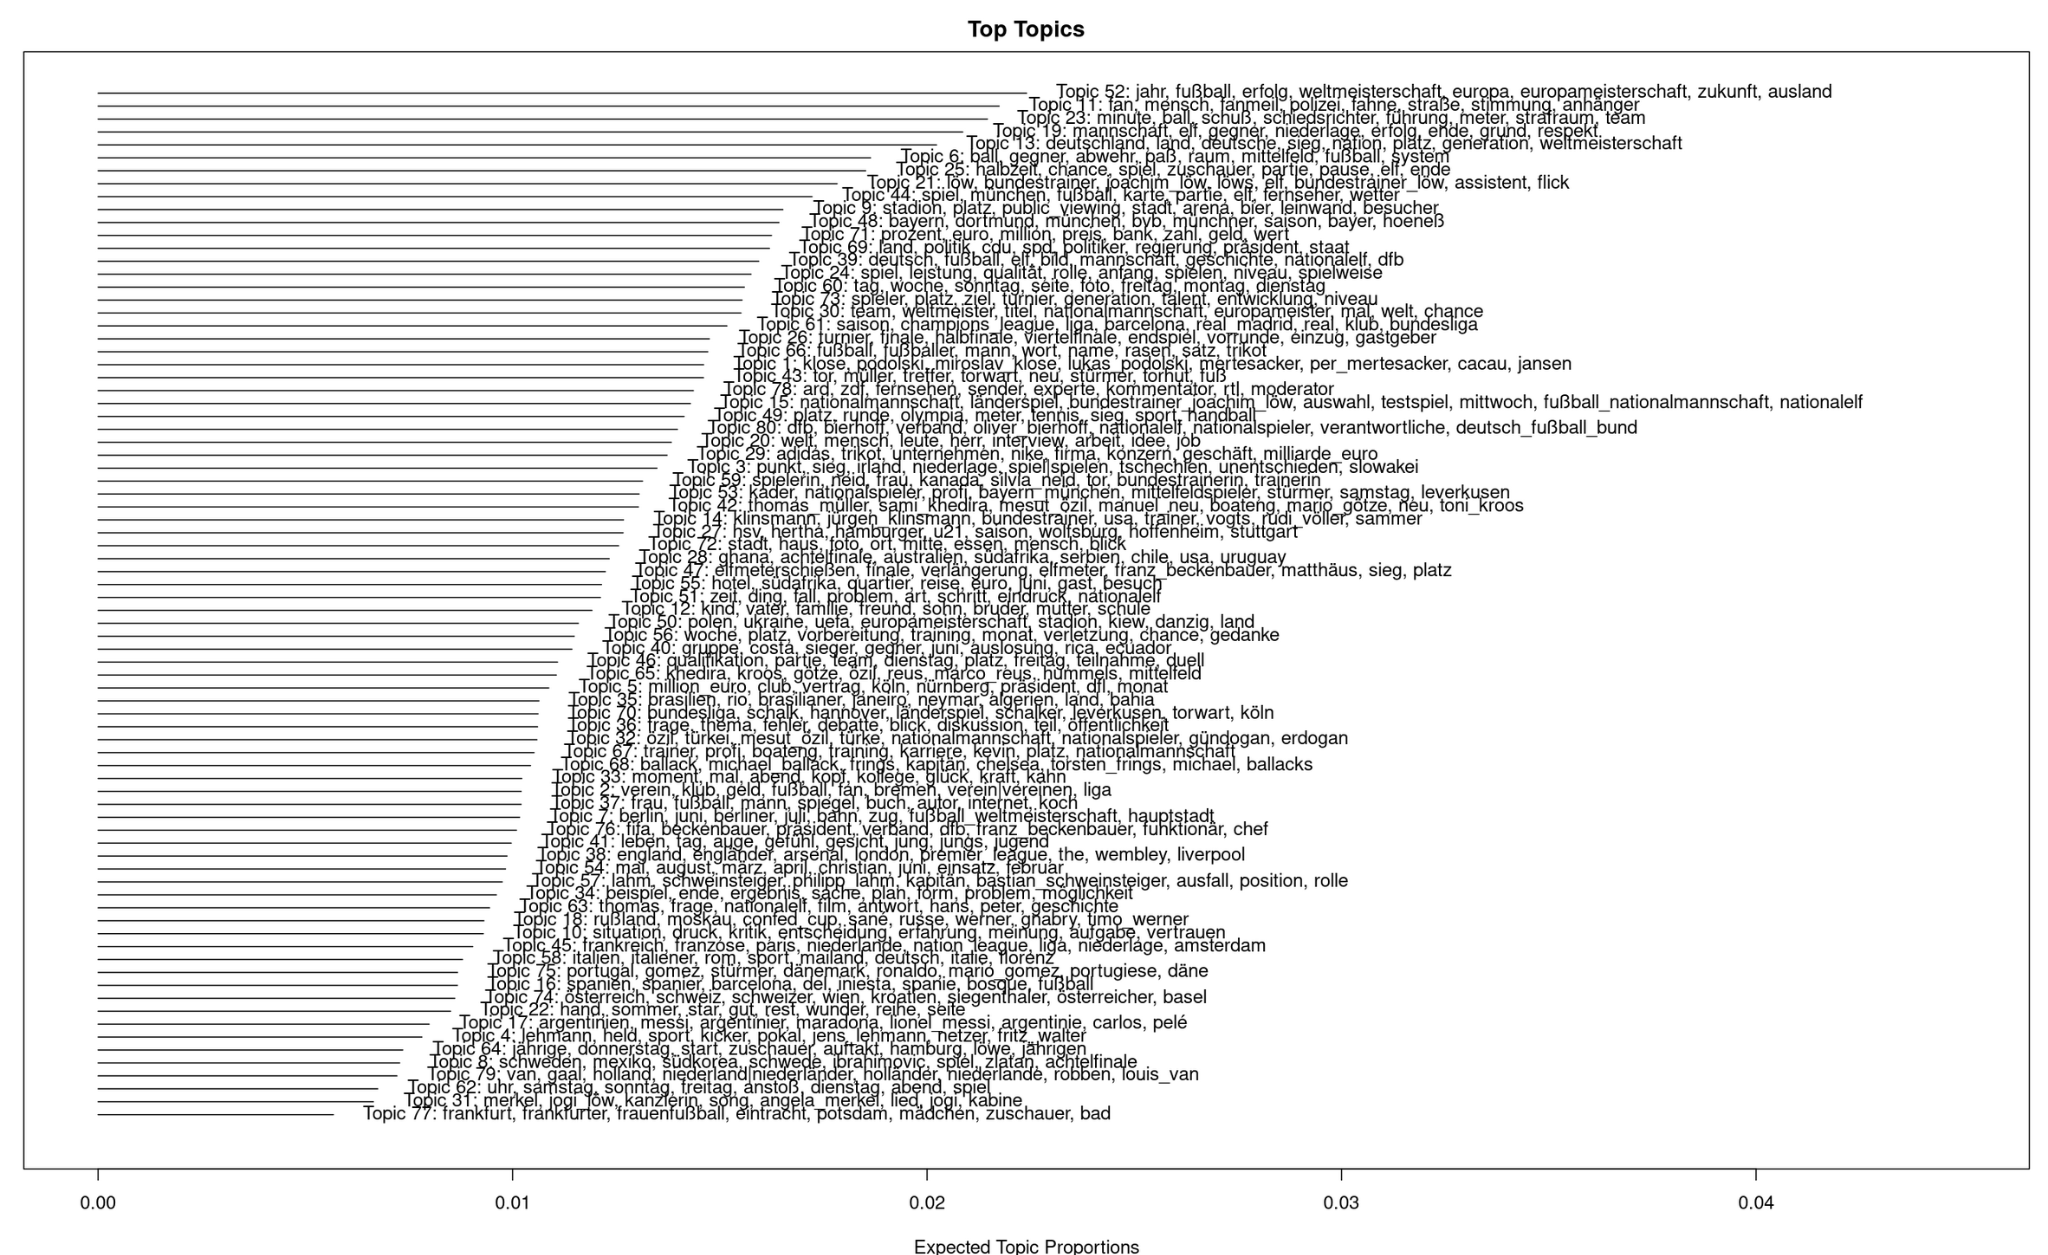 Top Topics
Topic 52: jahr, fußball, erfolg, weltmeisterschaft, europa, europameisterschaft, zukunft, ausland
Topic 11: fan, mensch, fanmeil, polizei, fahne, straße, stimmung, anhänger
Topic 23: minute, ball, schuß, schiedsrichter, führung, meter, strafraum, team
Topic 19: mannschaft, elf, gegner, niederlage, erfolg, ende, grund, respekt
Topic 13: deutschland, land, deutsche, sieg, nation, platz, generation, weltmeisterschaft
Topic 6: ball, gegner, abwehr, paß, raum, mittelfeld, fußball, system
Topic 25: halbzeit, chance, spiel, zuschauer, partie, pause, elf, ende
Topic 21: löw, bundestrainer, joachim_löw, löws, elf, bundestrainer_löw, assistent, flick
Topic 44: spiel, münchen, fußball, karte, partie, elf, fernseher, wetter
Topic 9: stadion, platz, public_viewing, stadt, arena, bier, leinwand, besucher
Topic 48: bayern, dortmund, münchen, bvb, münchner, saison, bayer, hoeneß
Topic 71: prozent, euro, million, preis, bank, zahl, geld, wert
Topic 69: land, politik, cdu, spd, politiker, regierung, präsident, staat
Topic 39: deutsch, fußball, elf, bild, mannschaft, geschichte, nationalelf, dfb
Topic 24: spiel, leistung, qualität, rolle, anfang, spielen, niveau, spielweise
Topic 60: tag, woche, sonntag, seite, foto, freitag, montag, dienstag
Topic 73: spieler, platz, ziel, turnier, generation, talent, entwicklung, niveau
Topic 30: team, weltmeister, titel, nationalmannschaft, europameister, mal, welt, chance
Topic 61: saison, champions_league, liga, barcelona, real_madrid, real, klub, bundesliga
Topic 26: turnier, finale, halbfinale, viertelfinale, endspiel, vorrunde, einzug, gastgeber
Topic 66: fußball, fußballer, mann, wort, name, rasen, satz, trikot
Topic 1: klose, podolski, miroslav_klose, lukas_podolski, mertesacker, per_mertesacker, cacau, jansen
Topic 43: tor, müller, treffer, torwart, neu, stürmer, torhüt, fuß
Topic 78: ard, zdf, fernsehen, sender, experte, kommentator, rtl, moderator
Topic 15: nationalmannschaft, länderspiel, bundestrainer_joachim_löw, auswahl, testspiel, mittwoch, fußball_nationalmannschaft, nationalelf
Topic 49: platz, runde, olympia, meter, tennis, sieg, sport, handball
Topic 80: dfb, bierhoff, verband, oliver_bierhoff, nationalelf, nationalspieler, verantwortliche, deutsch_fußball_bund
Topic 20: welt, mensch, leute, herr, interview, arbeit, idee, job
Topic 29: adidas, trikot, unternehmen, nike, firma, konzern, geschäft, milliarde_euro
Topic 3: punkt, sieg, irland, niederlage, spiel|spielen, tschechien, unentschieden, slowakei
Topic 59: spielerin, neid, frau, kanada, silvia_neid, tor, bundestrainerin, trainerin
Topic 53: kader, nationalspieler, profi, bayern_münchen, mittelfeldspieler, stürmer, samstag, leverkusen
Topic 42: thomas_müller, sami_khedira, mesut_özil, manuel_neu, boateng, mario_götze, neu, toni_kroos
Topic 14: klinsmann, jürgen_klinsmann, bundestrainer, usa, trainer, vogts, rudi_völler, sammer
Topic 27: hsv, hertha, hamburger, u21, saison, wolfsburg, hoffenheim, stuttgart
Topic 72: stadt, haus, foto, ort, mitte, essen, mensch, blick
Topic 28: ghana, achtelfinale, australien, südafrika, serbien, chile, usa, uruguay
Topic 47: elfmeterschießen, finale, verlängerung, elfmeter, franz_beckenbauer, matthäus, sieg, platz
Topic 55: hotel, südafrika, quartier, reise, euro, juni, gast, besuch
Topic 51: zeit, ding, fall, problem, art, schritt, eindruck, nationalelf
Topic 12: kind, vater, familie, freund, sohn, bruder, mutter, schule
Topic 50: polen, ukraine, uefa, europameisterschaft, stadion, kiew, danzig, land
Topic 56: woche, platz, vorbereitung, training, monat, verletzung, chance, gedanke
Topic 40: gruppe, costa, sieger, gegner, juni, auslosung, rica, ecuador
Topic 46: qualifikation, partie, team, dienstag, platz, freitag, teilnahme, duell
Topic 65: khedira, kroos, götze, özil, reus, marco_reus, hummels, mittelfeld
Topic 5: million_euro, club, vertrag, köln, nürnberg, präsident, dfl, monat
Topic 35: brasilien, rio, brasilianer, janeiro, neymar, algerien, land, bahia
Topic 70: bundesliga, schalk, hannover, länderspiel, schalker, leverkusen, torwart, köln
Topic 36: frage, thema, fehler, debatte, blick, diskussion, teil, öffentlichkeit
Topic 32: özil, türkei, mesut_özil, türke, nationalmannschaft, nationalspieler, gündogan, erdogan
Topic 67: trainer, profi, boateng, training, karriere, kevin, platz, nationalmannschaft
Topic 68: ballack, michael_ballack, frings, kapitän, chelsea, torsten_frings, michael, ballacks
Topic 33: moment, mal, abend, kopf, kollege, glück, kraft, kahn
Topic 2: verein, klub, geld, fußball, fan, bremen, verein|vereinen, liga
Topic 37: frau, fußball, mann, spiegel, buch, autor, internet, koch
Topic 7: berlin, juni, berliner, juli, bahn, zug, fußball_weltmeisterschaft, hauptstadt
Topic 76: fifa, beckenbauer, präsident, verband, dfb, franz_beckenbauer, funktionär, chef
Topic 41: leben, tag, auge, gefühl, gesicht, jung, jungs, jugend
Topic 38: england, engländer, arsenal, london, premier_league, the, wembley, liverpool
Topic 54: mai, august, märz, april, christian, juni, einsatz, februar
Topic 57: lahm, schweinsteiger, philipp_lahm, kapitän, bastian_schweinsteiger, ausfall, position, rolle
Topic 34: beispiel, ende, ergebnis, sache, plan, form, problem, möglichkeit
Topic 63: thomas, frage, nationalelf, film, antwort, hans, peter, geschichte
Topic 18: rußland, moskau, confed_cup, sané, russe, werner, gnabry, timo_werner
Topic 10: situation, druck, kritik, entscheidung, erfahrung, meinung, aufgabe, vertrauen
Topic 45: frankreich, franzose, paris, niederlande, nation_league, liga, niederlage, amsterdam
Topic 58: italien, italiener, rom, sport, mailand, deutsch, italie, florenz
Topic 75: portugal, gomez, stürmer, dänemark, ronaldo, mario_gomez, portugiese, däne
Topic 16: spanien, spanier, barcelona, del, iniesta, spanie, bosque, fußball
Topic 74: österreich, schweiz, schweizer, wien, kroatien, siegenthaler, österreicher, basel
Topic 22: hand, sommer, star, gut, rest, wunder, reihe, seite
Topic 17: argentinien, messi, argentinier, maradona, lionel_messi, argentinie, carlos, pelé
Topic 4: lehmann, held, sport, kicker, pokal, jens_lehmann, netzer, fritz_walter
Topic 64: jährige, donnerstag, start, zuschauer, auftakt, hamburg, löwe, jährigen
Topic 8: schweden, mexiko, südkorea, schwede, ibrahimovic, spiel, zlatan, achtelfinale
Topic 79: van, gaal, holland, niederland|niederländer, holländer, niederlande, robben, louis_van
Topic 62: uhr, samstag, sonntag, freitag, anstoß, dienstag, abend, spiel
Topic 31: merkel, jogi_löw, kanzlerin, song, angela_merkel, lied, jogi, kabine
Topic 77: frankfurt, frankfurter, frauenfußball, eintracht, potsdam, mädchen, zuschauer, bad
0.00 0.01 0.02 0.03 0.04
Expected Topic Proportions